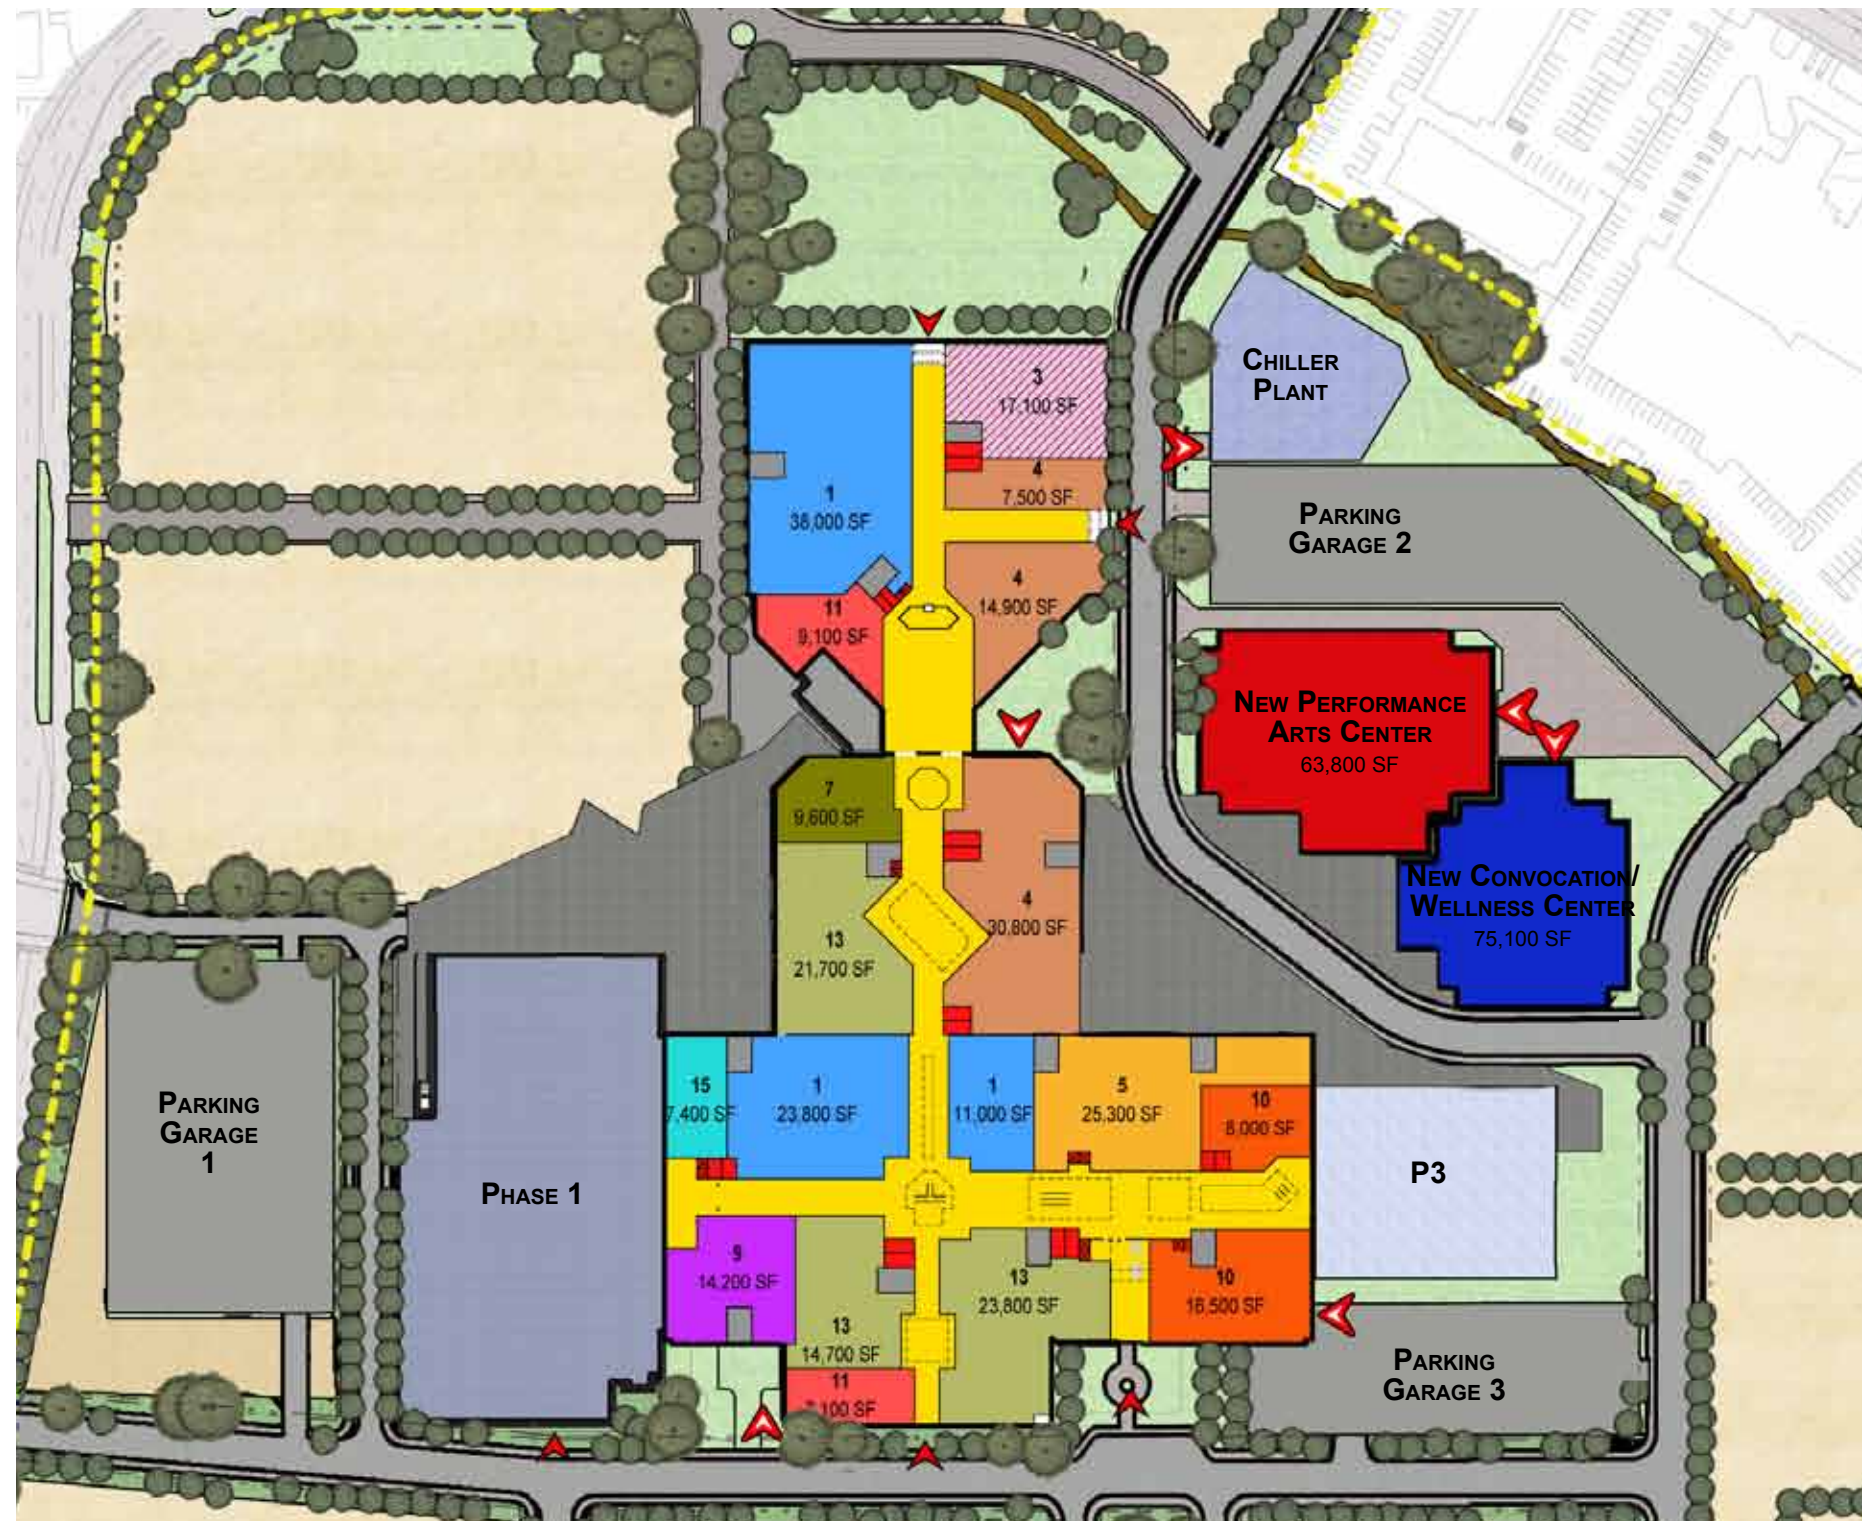 3
17,100 SF
4
7,500 SF
1
38,000 SF
4
14,900 SF
11
9,100 SF
CHILLER
PLANT
PARKING
GARAGE 2
NEW PERFORMANCE
ARTS CENTER
63,800 SF
7
9,600 SF
13
21,700 SF
4
30,800 SF
NEW CONVOCATION/
WELLNESS CENTER
75,100 SF
PARKING
GARAGE
1
PHASE 1
15
7,400 SF
1
23,800 SF
1
11,000 SF
5
25,300 SF
10
8,000 SF
P3
9
14,200 SF
13
14,700 SF
13
23,800 SF
10
16,500 SF
11
PARKING
GARAGE 3